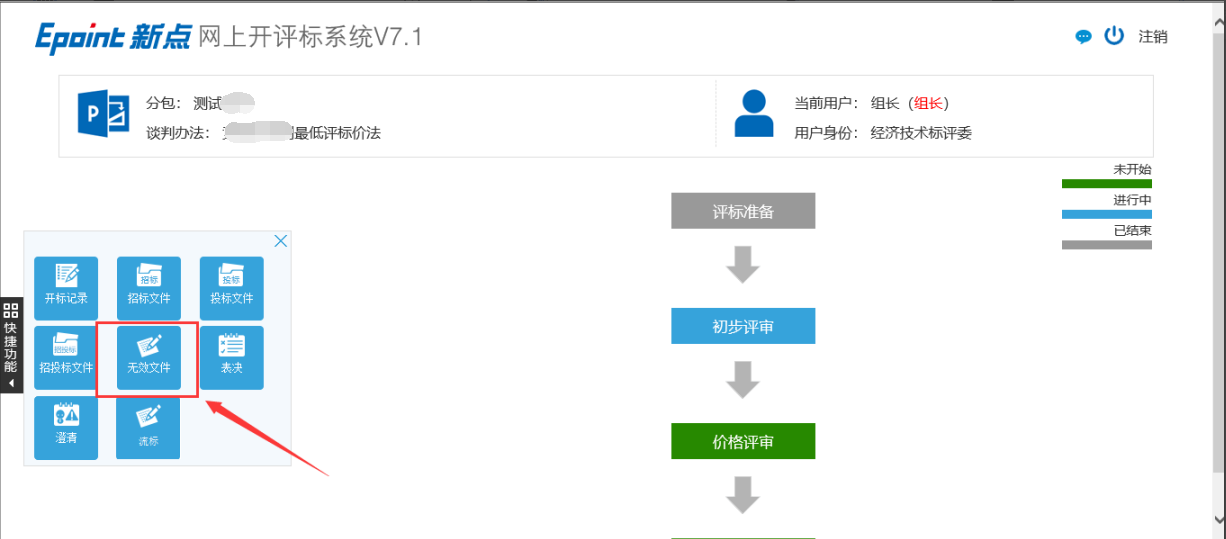 Epoint 新点 网上开评标系统V7.1
注销
分包： 测试
谈判办法： 最低评标价法
当前用户： 组长（组长）
用户身份： 经济技术标评委
未开始
进行中
已结束
评标准备
初步评审
价格评审
快捷功能
招标
投标
开标记录 招标文件 投标文件
招投标
招投标文件 无效文件 表决
澄清 流标